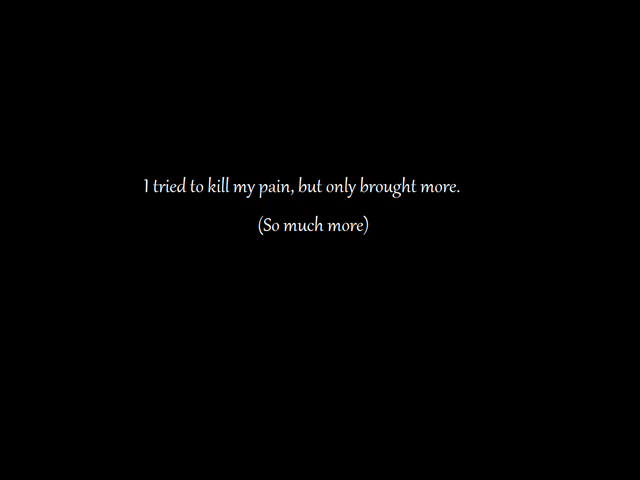 I tried to kill my pain, but only brought more.
(So much more)